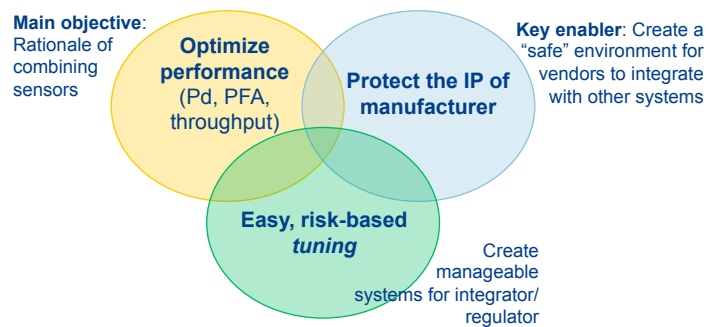 Main objective:
Rationale of
combining
sensors
Optimize
performance
(Pd, PFA,
throughput)
Protect the IP of
manufacturer
Key enabler: Create a
“safe” environment for
vendors to integrate
with other systems
Easy, risk-based
tuning
Create
manageable
systems for integrator/
regulator